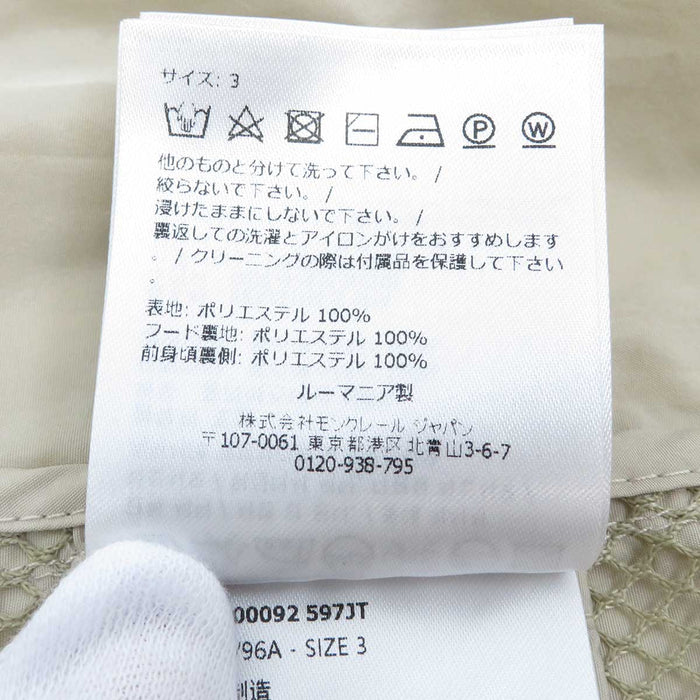 サイズ: 3
P W
他のものと分けて洗って下さい。 /
絞らないで下さい。 /
浸けたままにしないで下さい。 /
裏返しての洗濯とアイロンがけをおすすめします
。 / クリーニングの際は付属品を保護して下さい
。
表地: ポリエステル 100%
フード裏地: ポリエステル 100%
前身頃裏側: ポリエステル 100%
ルーマニア製
株式会社モンクレール ジャパン
〒107-0061 東京都港区 北青山3-6-7
0120-938-795
00092 597JT
796A - SIZE 3
制造